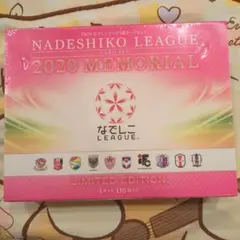 NADESHIKO LEAGUE
2020 MEMORIAL
なでしこ
LEAGUE
LIMITED EDITION